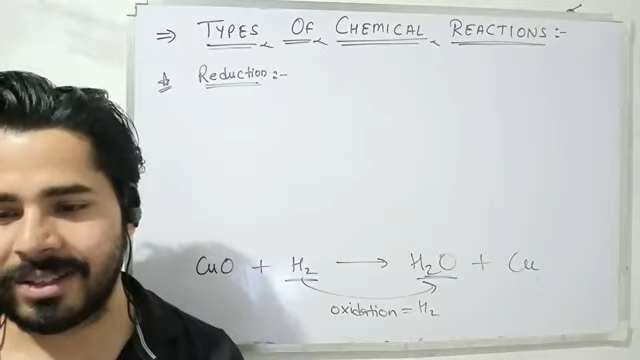 ⇒ TYPES OF CHEMICAL REACTIONS :-
☆ Reduction :-
CuO + H₂ → H₂O + Cu
oxidation = H₂